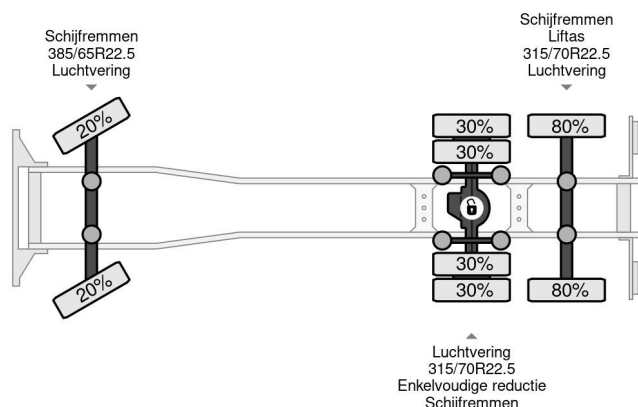 Schijfremmen
385/65R22.5
Luchtvering
Schijfremmen
Liftas
315/70R22.5
Luchtvering
20%
30%
30%
80%
20%
30%
30%
80%
Luchtvering
315/70R22.5
Enkelvoudige reductie
Schijfremmen